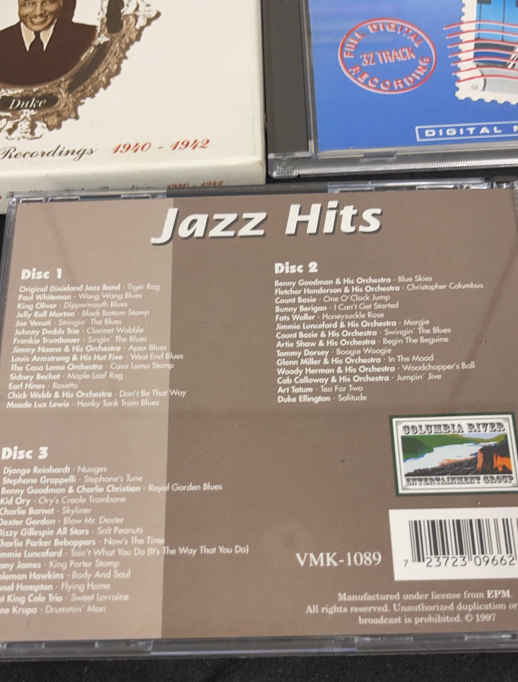 Duke
Recordings 1940 - 1942
FULL DIGITAL
32 TRACK
RECORDING
DIGITAL
Jazz Hits
Disc 1
Original Dixieland Jazz Band - Tiger Rag
Paul Whiteman - Wang Wang Blues
King Oliver - Dippermouth Blues
Jelly Roll Morton - Black Bottom Stomp
Joe Venuti - Stringin' The Blues
Johnny Dodds Trio - Clarinet Wobble
Frankie Trumbauer - Singin' The Blues
Jimmy Noone & His Orchestra - Apex Blues
Louis Armstrong & His Hot Five - West End Blues
The Casa Loma Orchestra - Casa Loma Stomp
Sidney Bechet - Maple Leaf Rag
Earl Hines - Rosetta
Chick Webb & His Orchestra - Don't Be That Way
Meade Lux Lewis - Honky Tonk Train Blues
Disc 2
Benny Goodman & His Orchestra - Blue Skies
Fletcher Henderson & His Orchestra - Christopher Columbus
Count Basie - One O'Clock Jump
Bunny Berigan - I Can't Get Started
Fats Waller - Honeysuckle Rose
Jimmie Lunceford & His Orchestra - Margie
Count Basie & His Orchestra - Swingin' The Blues
Artie Shaw & His Orchestra - Begin The Beguine
Tommy Dorsey - Boogie Woogie
Glenn Miller & His Orchestra - In The Mood
Woody Herman & His Orchestra - Woodchopper's Ball
Cab Calloway & His Orchestra - Jumpin' Jive
Art Tatum - Tea For Two
Duke Ellington - Solitude
Disc 3
Django Reinhardt - Nuages
Stephane Grappelli - Stephane's Tune
Benny Goodman & Charlie Christian - Royal Garden Blues
Kid Ory - Ory's Creole Trombone
Charlie Barnet - Skyliner
Dexter Gordon - Blow Mr. Dexter
Dizzy Gillespie All Stars - Salt Peanuts
Charlie Parker Beboppers - Now's The Time
mmie Lunceford - Tain't What You Do (It's The Way That You Do)
arry James - King Porter Stomp
oleman Hawkins - Body And Soul
onel Hampton - Flying Home
at King Cole Trio - Sweet Lorraine
ne Krupa - Drummin' Man
COLUMBIA RIVER
ENTERTAINMENT GROUP
VMK-1089
7 23723 09662
Manufactured under license from EPM.
All rights reserved. Unauthorized duplication or
broadcast is prohibited. © 1997